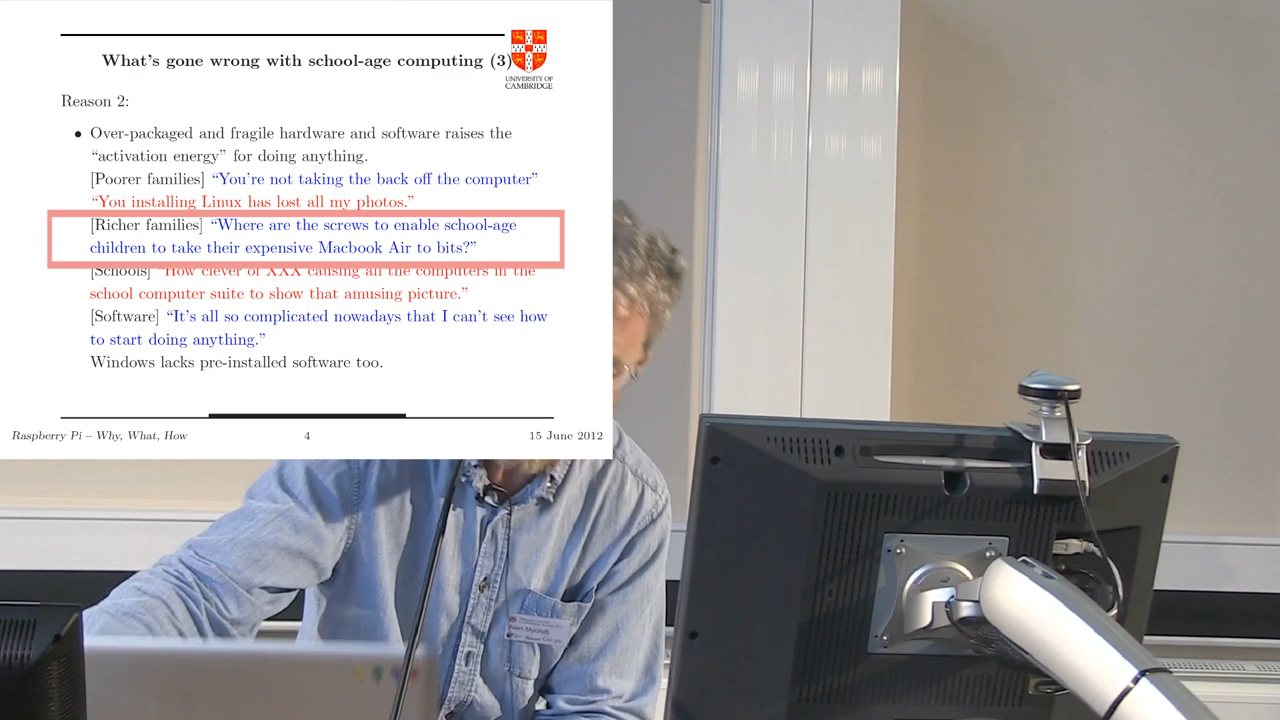 What's gone wrong with school-age computing (3)
UNIVERSITY OF
CAMBRIDGE
Reason 2:
• Over-packaged and fragile hardware and software raises the
“activation energy” for doing anything.
[Poorer families] “You're not taking the back off the computer”
“You installing Linux has lost all my photos.”
[Richer families] “Where are the screws to enable school-age
children to take their expensive Macbook Air to bits?”
[Schools] “How clever of XXX causing all the computers in the
school computer suite to show that amusing picture.”
[Software] “It's all so complicated nowadays that I can't see how
to start doing anything.”
Windows lacks pre-installed software too.
Raspberry Pi – Why, What, How
4
15 June 2012
Alan Mycroft